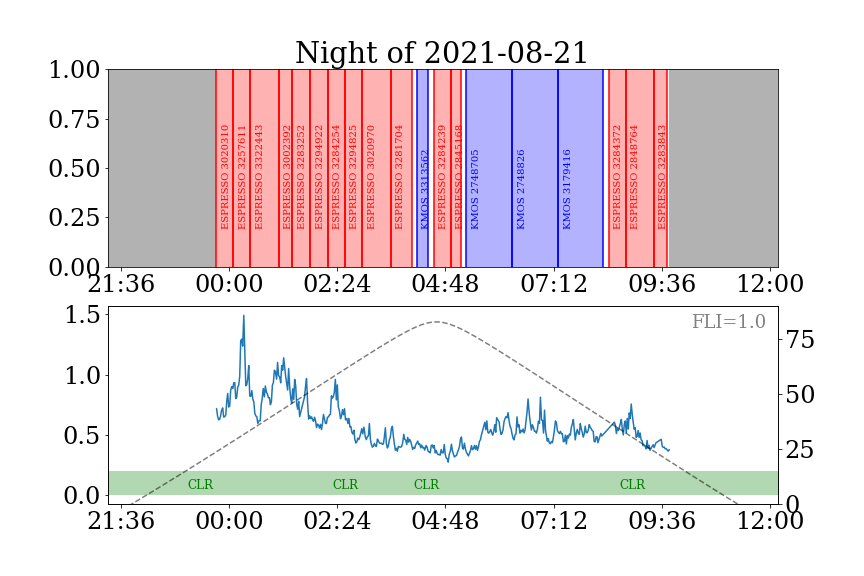 Night of 2021-08-21
1.00
0.75
0.50
0.25
0.00
ESPRESSO 3020310
ESPRESSO 3257611
ESPRESSO 3322443
ESPRESSO 3002392
ESPRESSO 3283252
ESPRESSO 3294922
ESPRESSO 3284254
ESPRESSO 3294825
ESPRESSO 3020970
ESPRESSO 3281704
KMOS 3313562
ESPRESSO 3284239
ESPRESSO 2845168
KMOS 2748705
KMOS 2748826
KMOS 3179416
ESPRESSO 3284372
ESPRESSO 2848764
ESPRESSO 3283843
21:36 00:00 02:24 04:48 07:12 09:36 12:00
FLI=1.0
1.5
1.0
0.5
0.0
75
50
25
0
CLR CLR CLR CLR
21:36 00:00 02:24 04:48 07:12 09:36 12:00